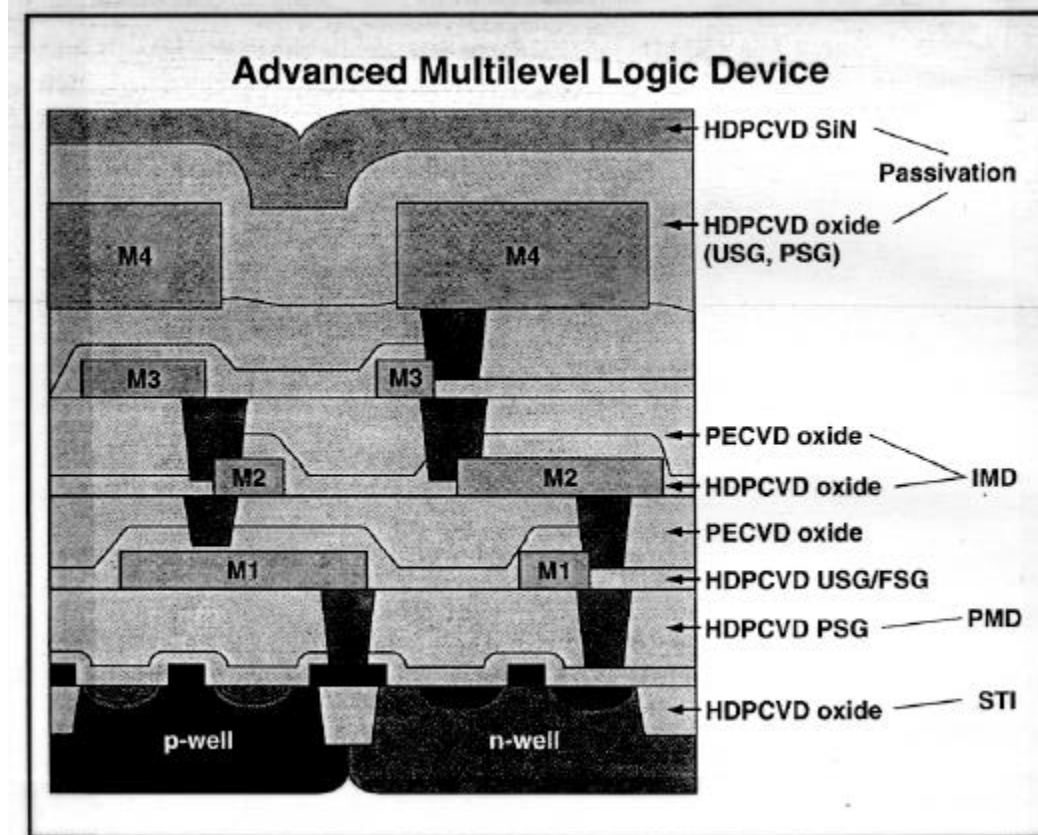 Advanced Multilevel Logic Device
HDPCVD SiN
Passivation
HDPCVD oxide
(USG, PSG)
M4
M4
M3
M3
PECVD oxide
M2
M2
HDPCVD oxide
IMD
PECVD oxide
M1
M1
HDPCVD USG/FSG
HDPCVD PSG
PMD
HDPCVD oxide
STI
p-well
n-well